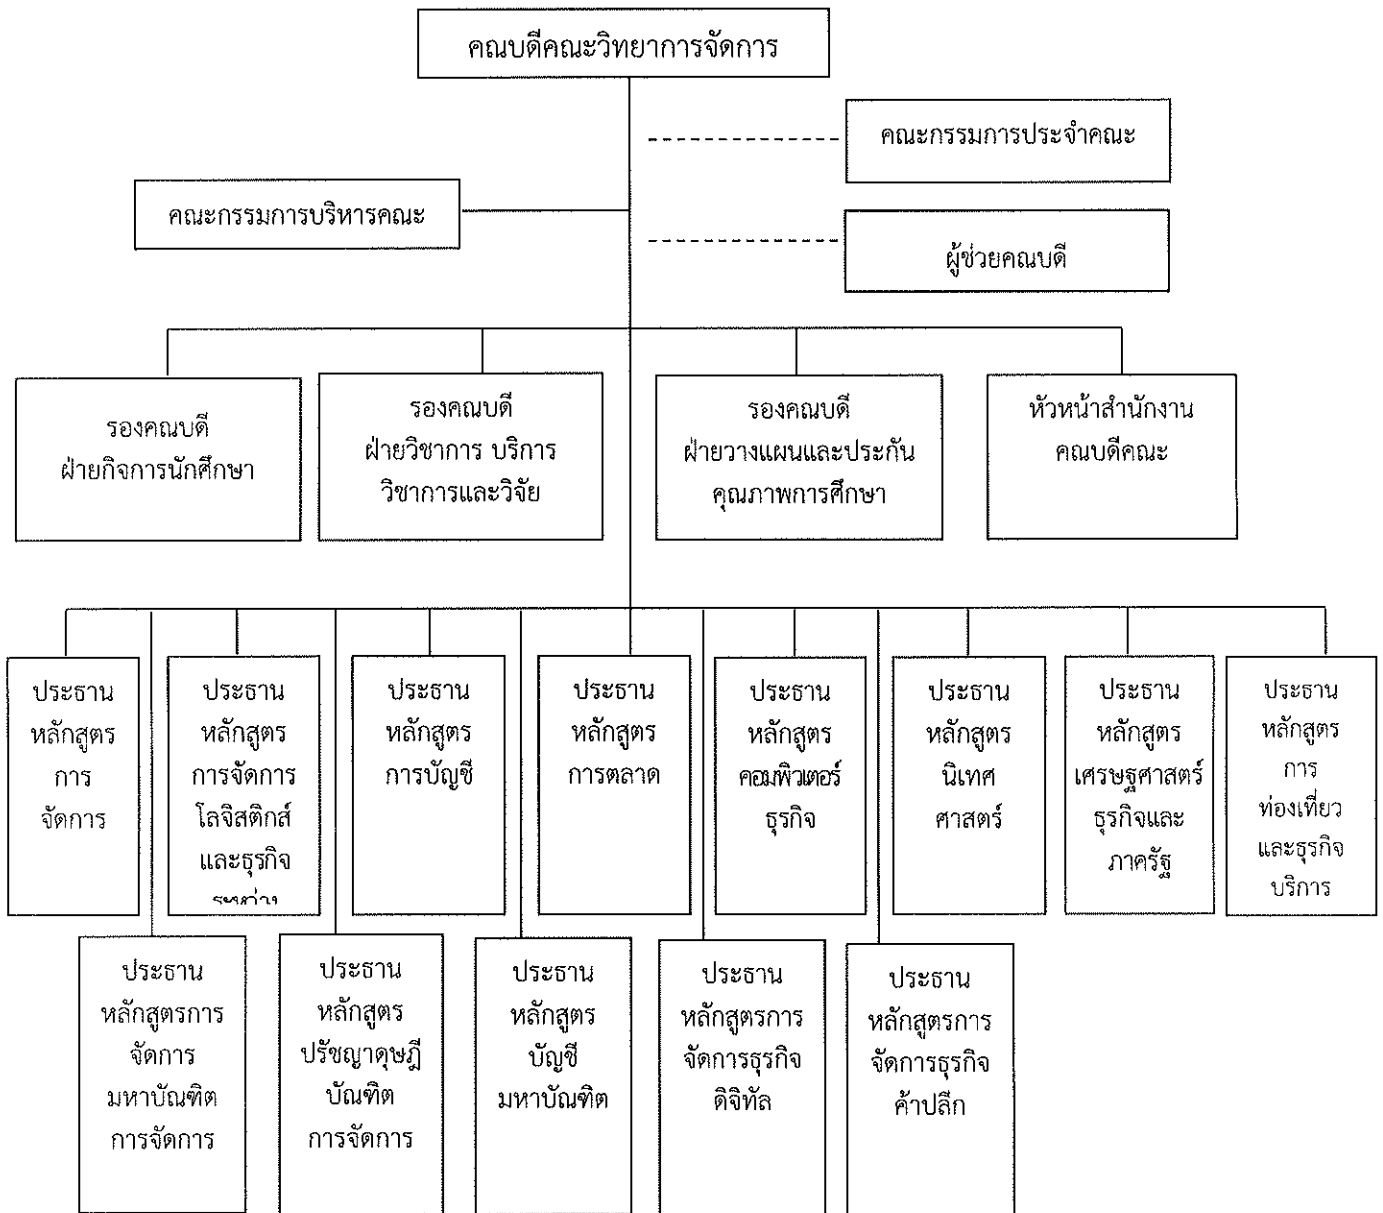 คณบดีคณะวิทยาการจัดการ
คณะกรรมการประจำคณะ
คณะกรรมการบริหารคณะ
ผู้ช่วยคณบดี
รองคณบดี
ฝ่ายกิจการนักศึกษา
รองคณบดี
ฝ่ายวิชาการ บริการ
วิชาการและวิจัย
รองคณบดี
ฝ่ายวางแผนและประกัน
คุณภาพการศึกษา
หัวหน้าสำนักงาน
คณบดีคณะ
ประธาน
หลักสูตร
การ
จัดการ
ประธาน
หลักสูตร
การจัดการ
โลจิสติกส์
และธุรกิจ
ประธาน
หลักสูตร
การบัญชี
ประธาน
หลักสูตร
การตลาด
ประธาน
หลักสูตร
คอมพิวเตอร์
ธุรกิจ
ประธาน
หลักสูตร
นิเทศ
ศาสตร์
ประธาน
หลักสูตร
เศรษฐศาสตร์
ธุรกิจและ
ภาครัฐ
ประธาน
หลักสูตร
การ
ท่องเที่ยว
และธุรกิจ
บริการ
ประธาน
หลักสูตรการ
จัดการ
มหาบัณฑิต
การจัดการ
ประธาน
หลักสูตร
ปรัชญาดุษฎี
บัณฑิต
การจัดการ
ประธาน
หลักสูตร
บัญชี
มหาบัณฑิต
ประธาน
หลักสูตรการ
จัดการธุรกิจ
ดิจิทัล
ประธาน
หลักสูตรการ
จัดการธุรกิจ
ค้าปลีก